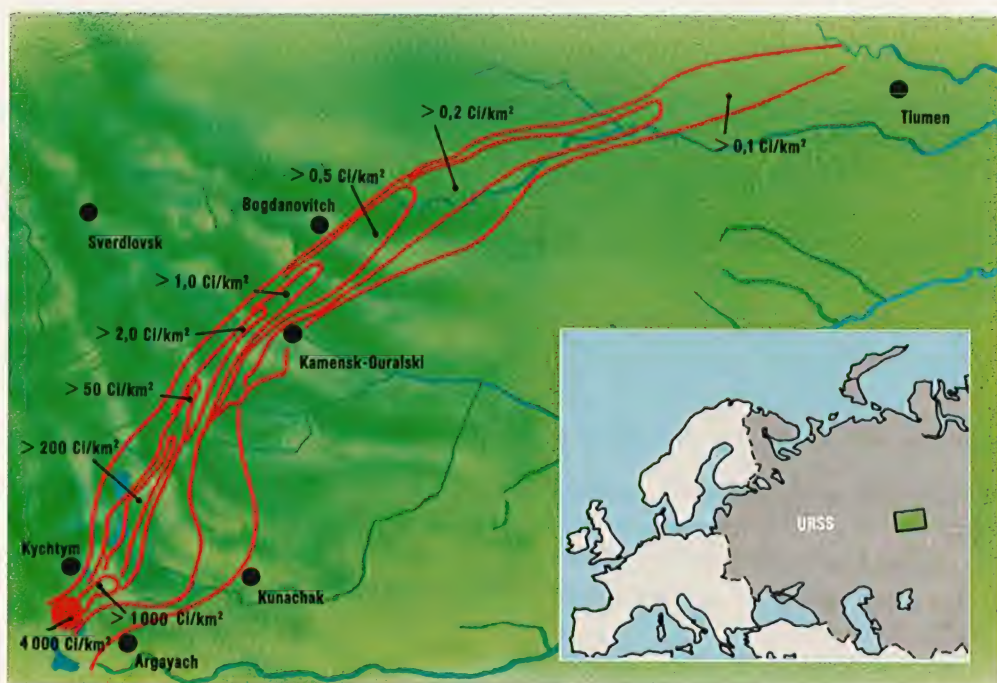 Tiumen
> 0,2 Ci/km²
> 0,1 Ci/km²
> 0,5 Ci/km²
Bogdanovitch
Sverdlovsk
> 1,0 Ci/km²
> 2,0 Ci/km²
Kamensk-Ouralski
> 50 Ci/km²
> 200 Ci/km²
URSS
Kychtym
Kunachak
> 1000 Ci/km²
4 000 Ci/km²
Argayach